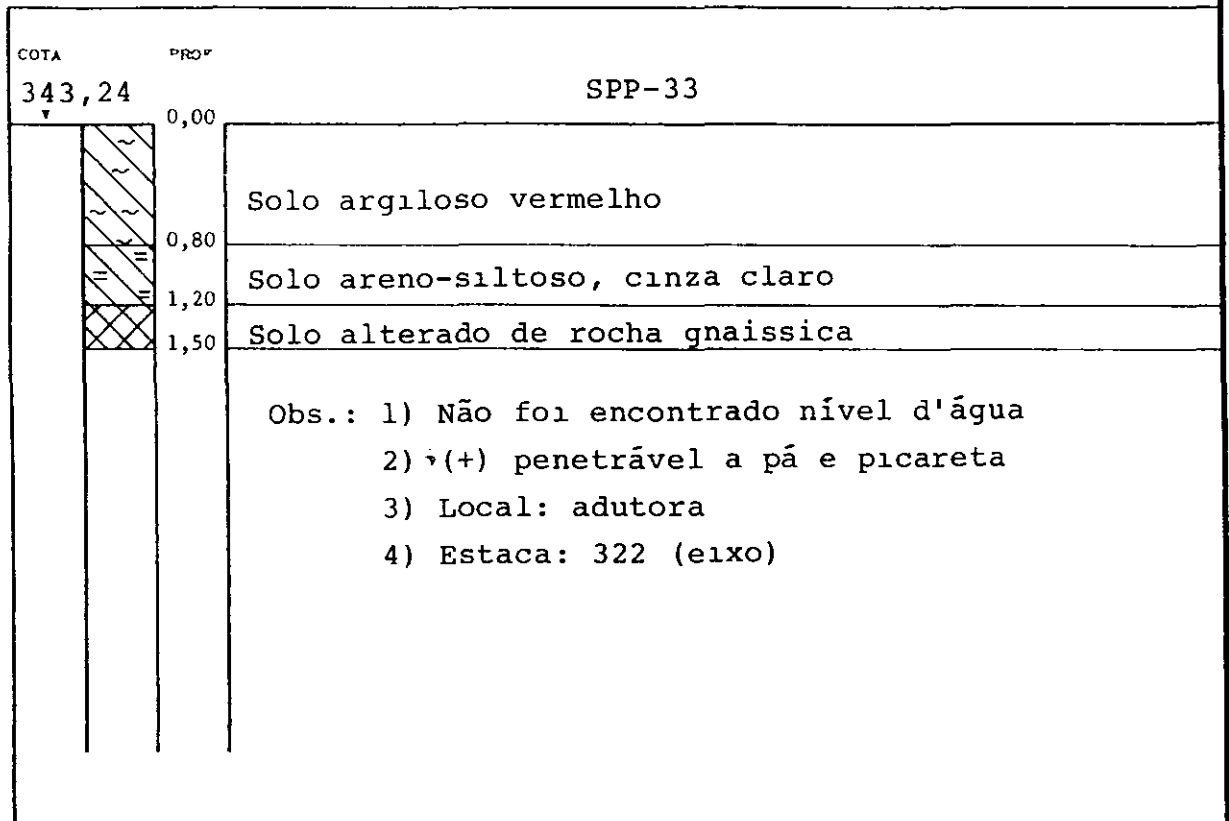 COTA PROF
343,24 SPP-33
0,00
Solo argiloso vermelho
0,80
Solo areno-siltoso, cinza claro
1,20
Solo alterado de rocha gnaissica
1,50
Obs.: 1) Não foi encontrado nível d'água
2) (+) penetrável a pá e picareta
3) Local: adutora
4) Estaca: 322 (eixo)